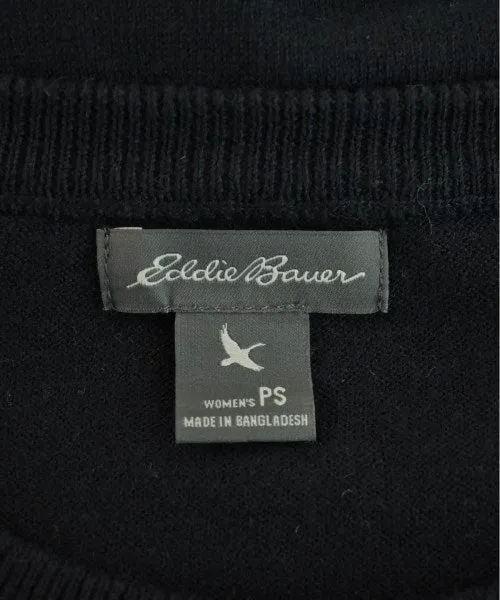 Eddie Bauer
WOMEN'S PS
MADE IN BANGLADESH